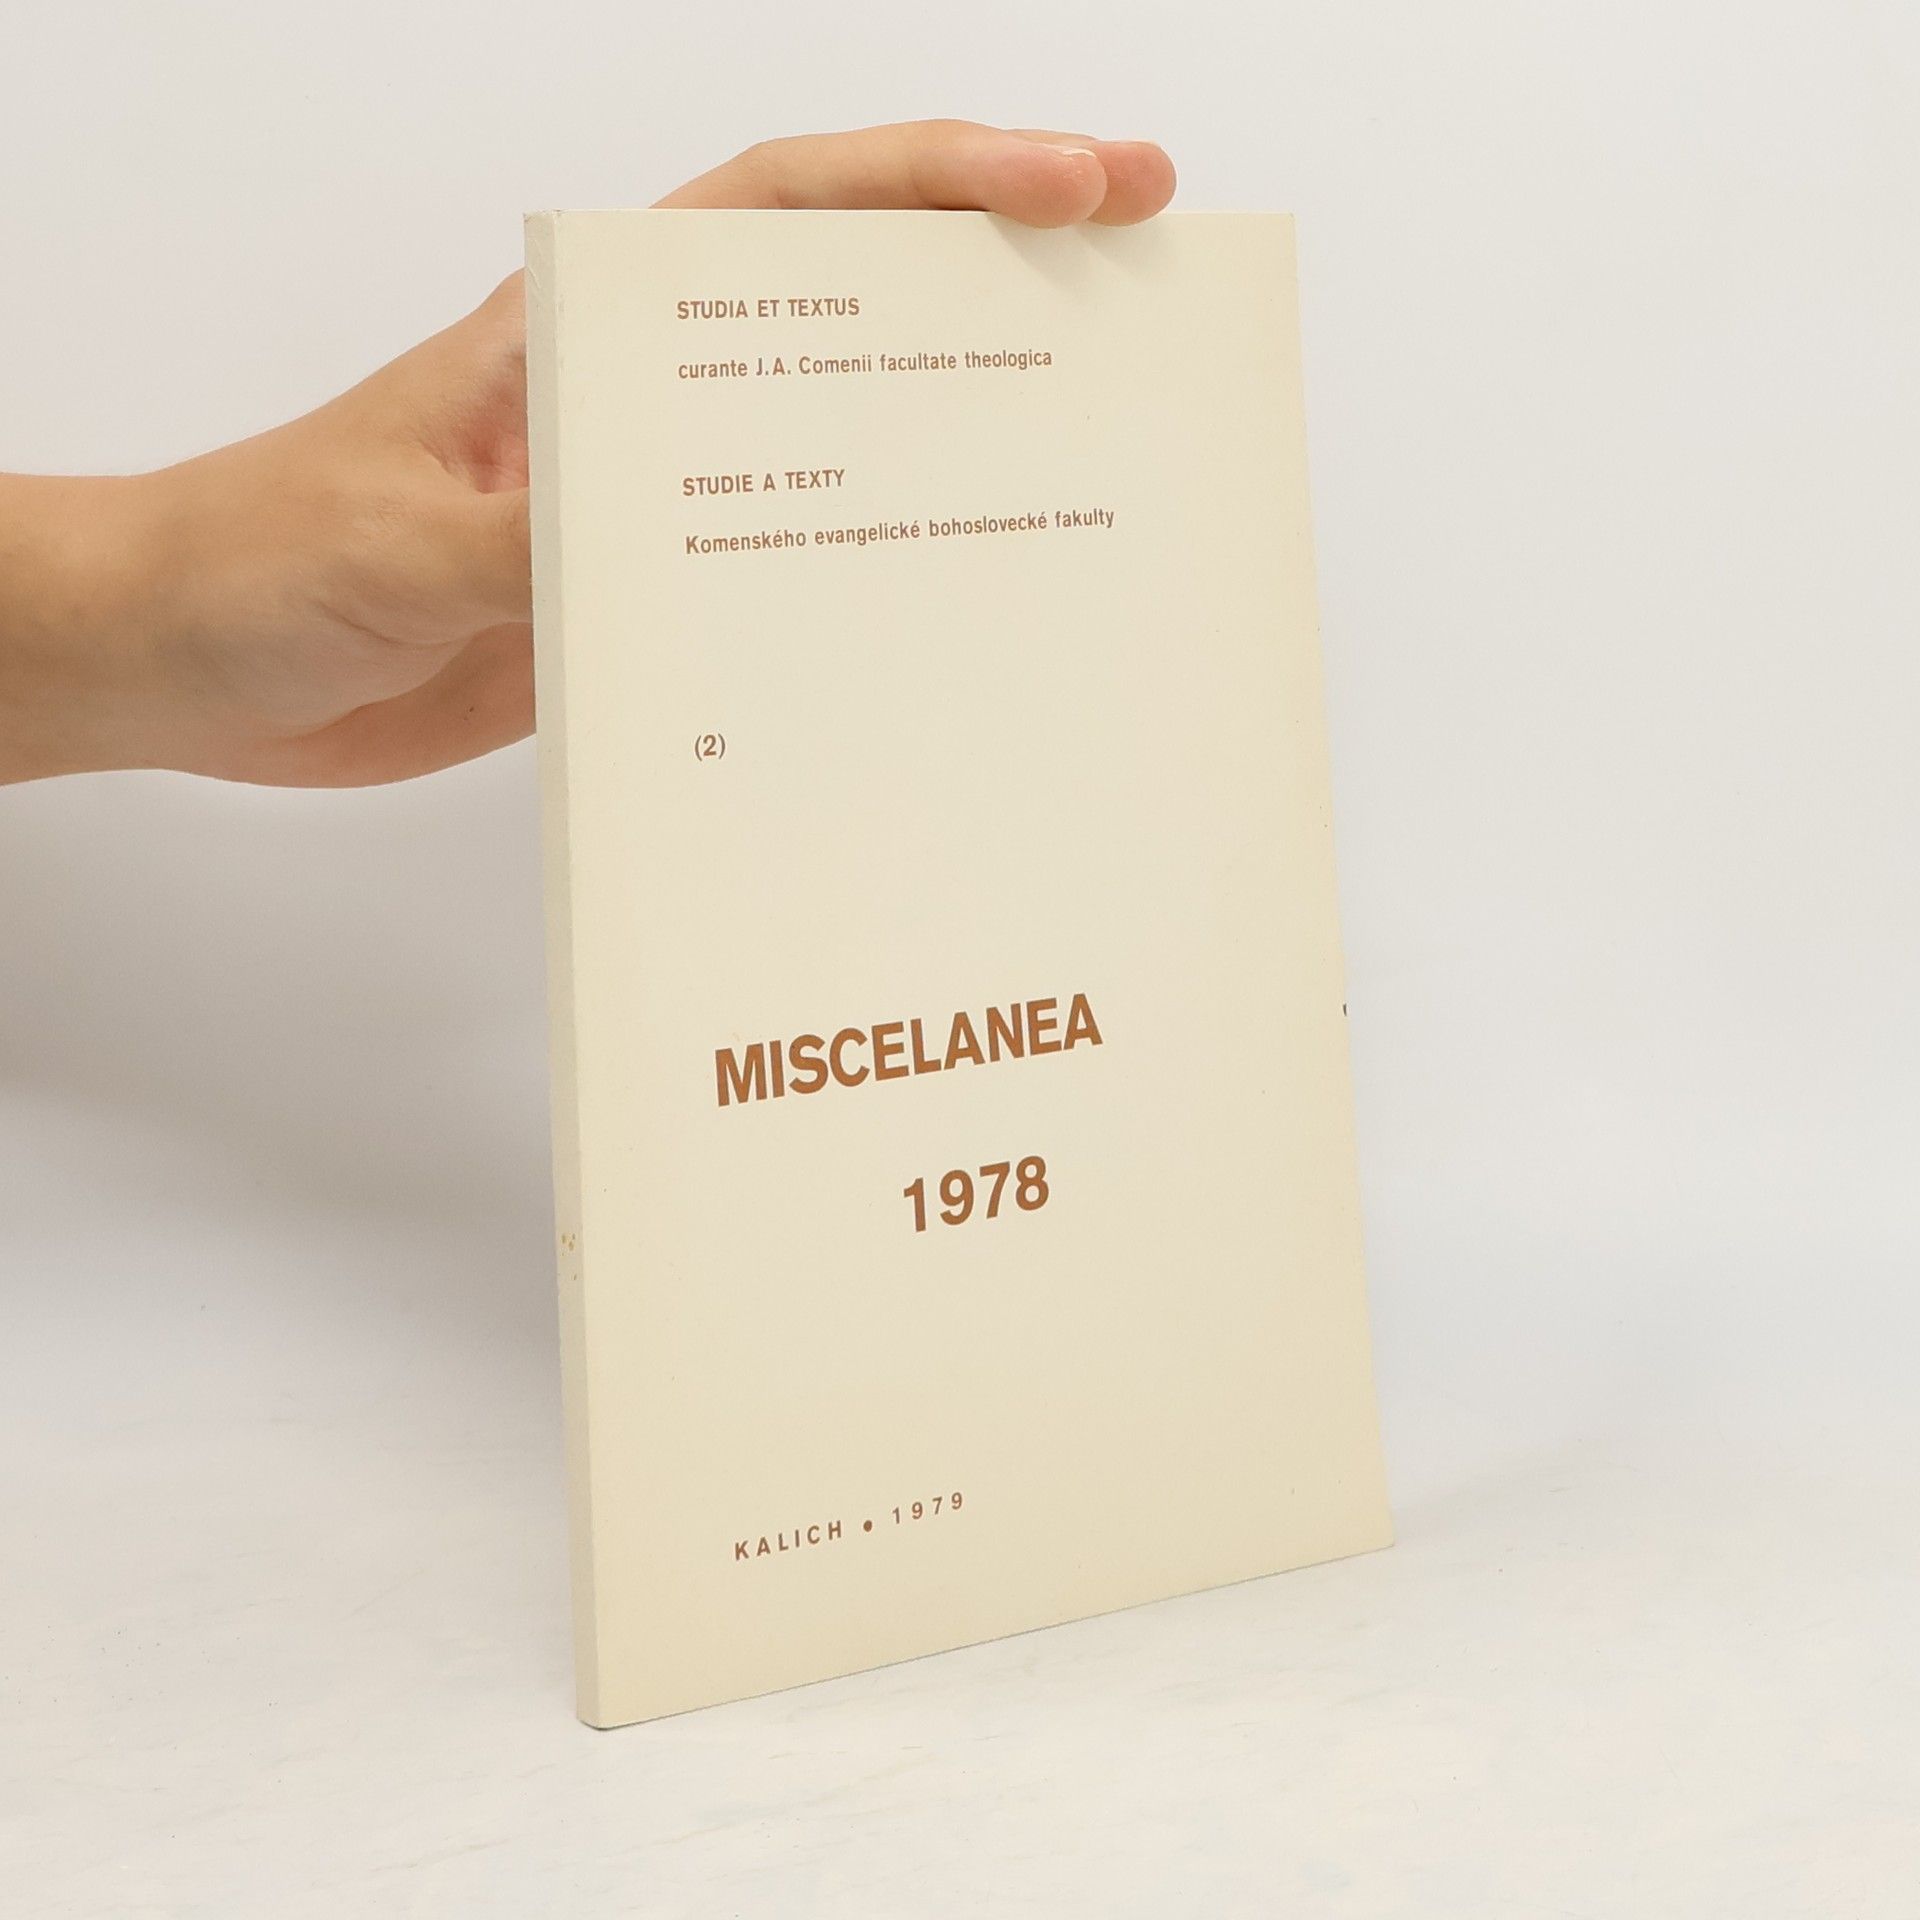 STUDIA ET TEXTUS
curante J.A. Comenii facultate theologica
STUDIE A TEXTY
Komenského evangelické bohoslovecké fakulty
(2)
MISCELANEA
1978
KALICH • 1979